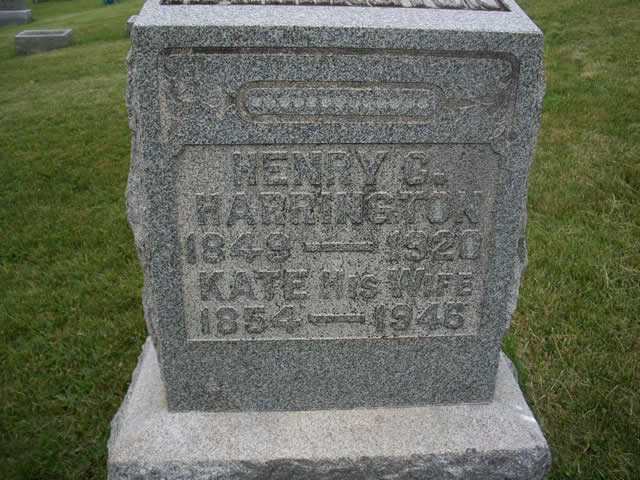 HENRY C.
HARRINGTON
1849 — 1920
KATE HIS WIFE
1854 — 1946